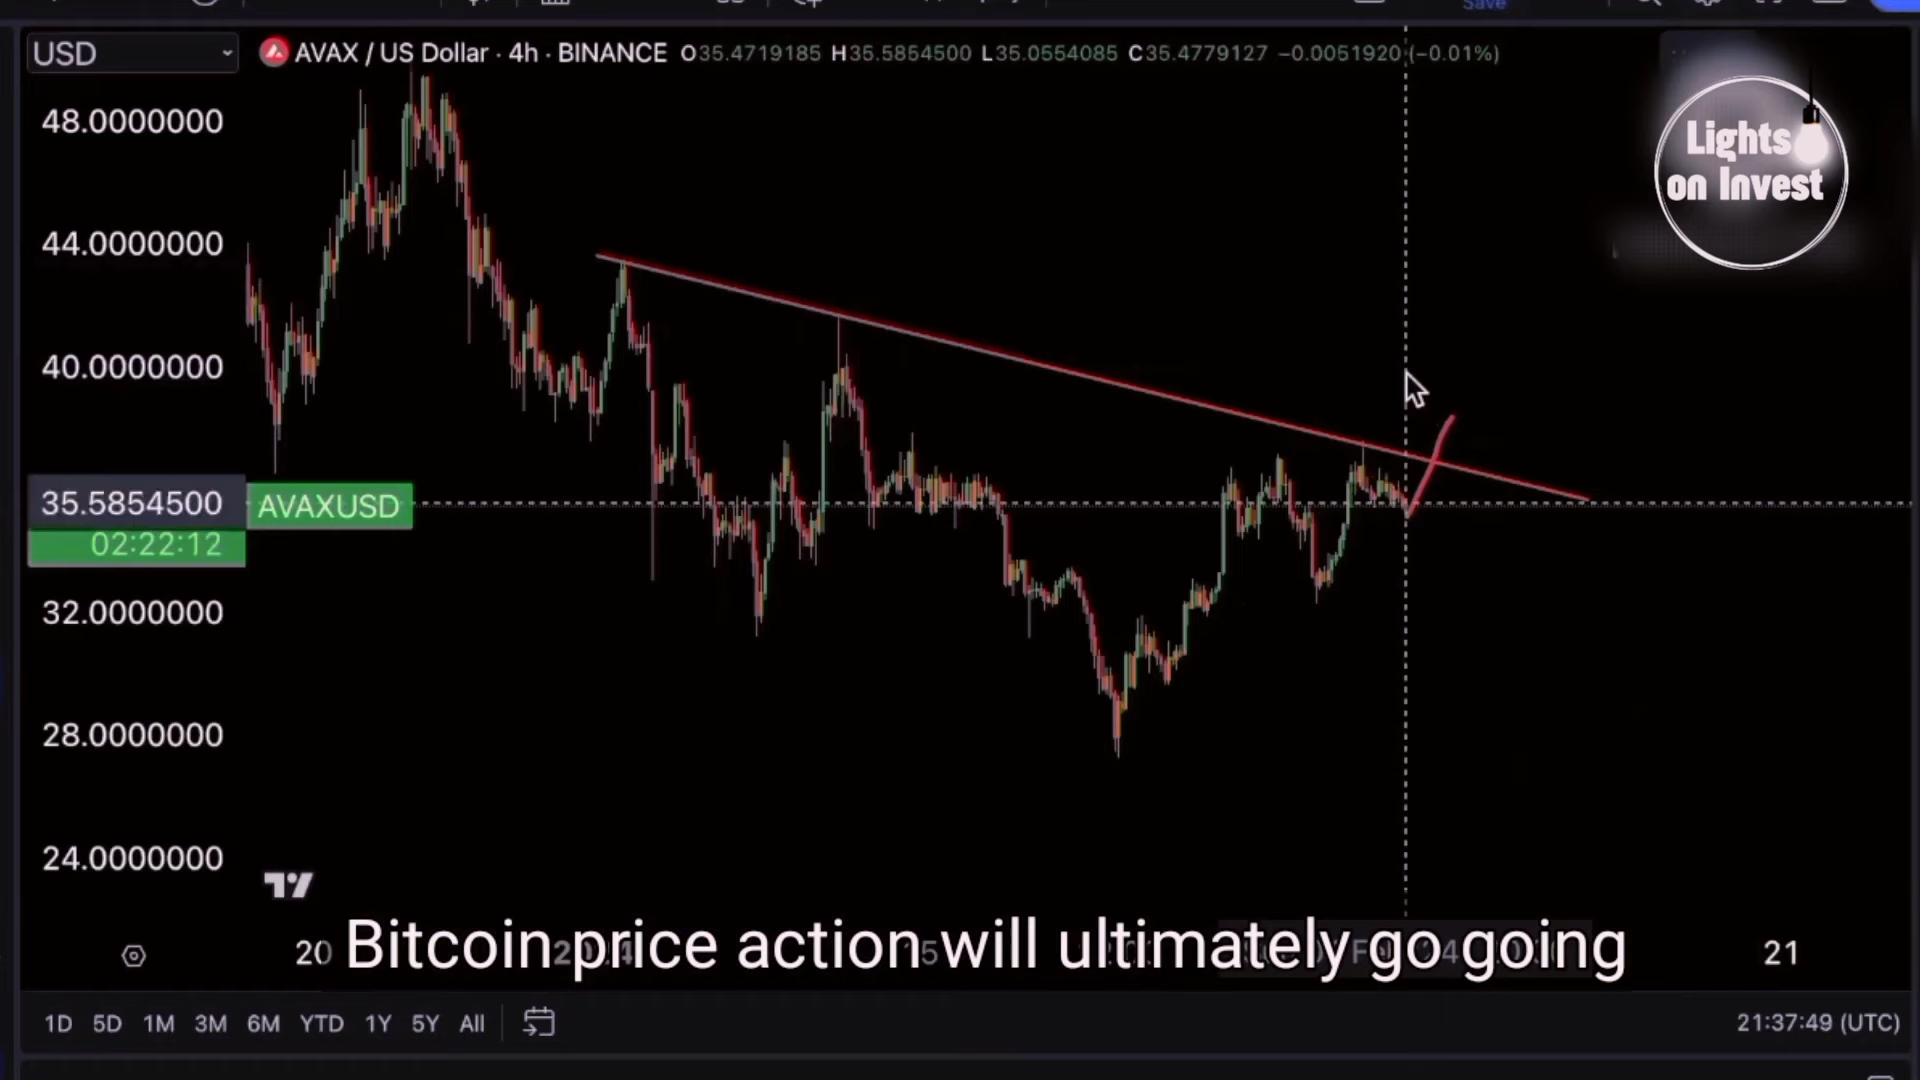 Save
USD
AVAX / US Dollar · 4h · BINANCE O35.4719185 H35.5854500 L35.0554085 C35.4779127 −0.0051920 (−0.01%)
Lights
on Invest
48.0000000
44.0000000
40.0000000
35.5854500
AVAXUSD
02:22:12
32.0000000
28.0000000
24.0000000
20
21
Bitcoin price action will ultimately go going
1D 5D 1M 3M 6M YTD 1Y 5Y All
21:37:49 (UTC)